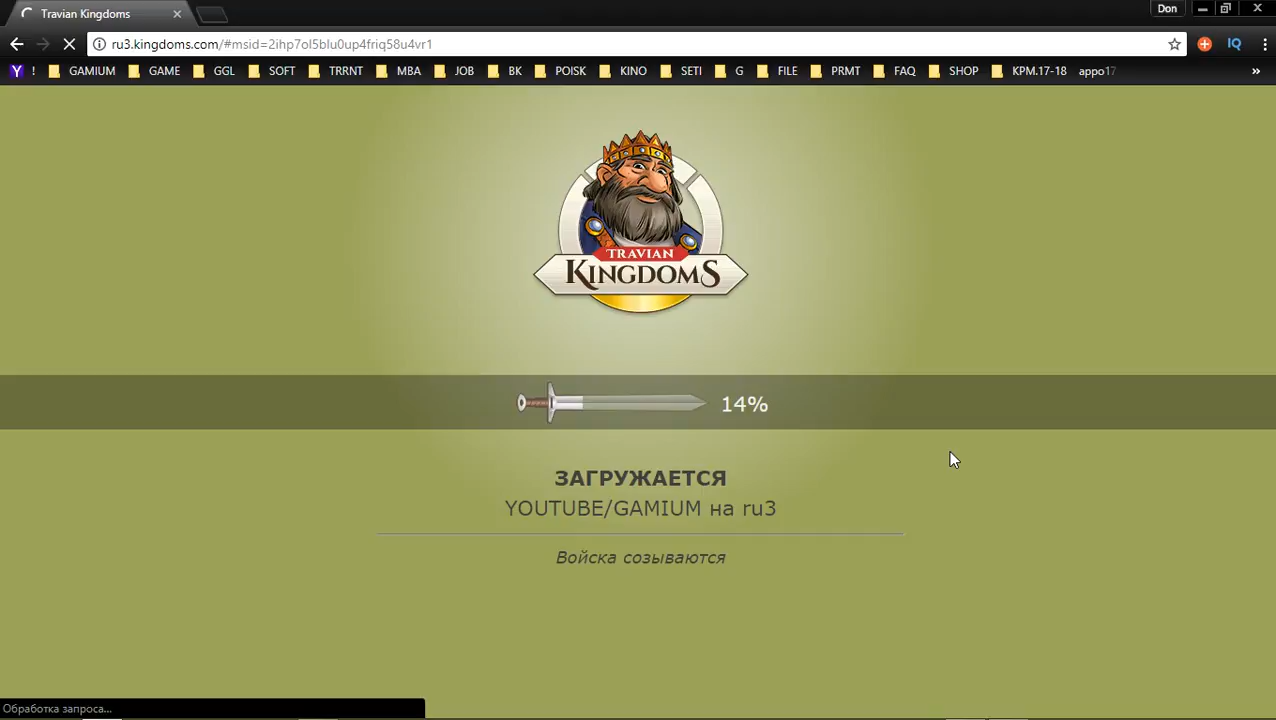 Travian Kingdoms
Don
ru3.kingdoms.com/#msid=2ihp7ol5blu0up4friq58u4vr1
IQ
Y ! GAMIUM GAME GGL SOFT TRRNT MBA JOB BK POISK KINO SETI G FILE PRMT FAQ SHOP KPM.17-18 appo17 »
TRAVIAN
KINGDOMS
14%
ЗАГРУЖАЕТСЯ
YOUTUBE/GAMIUM на ru3
Войска созываются
Обработка запроса...